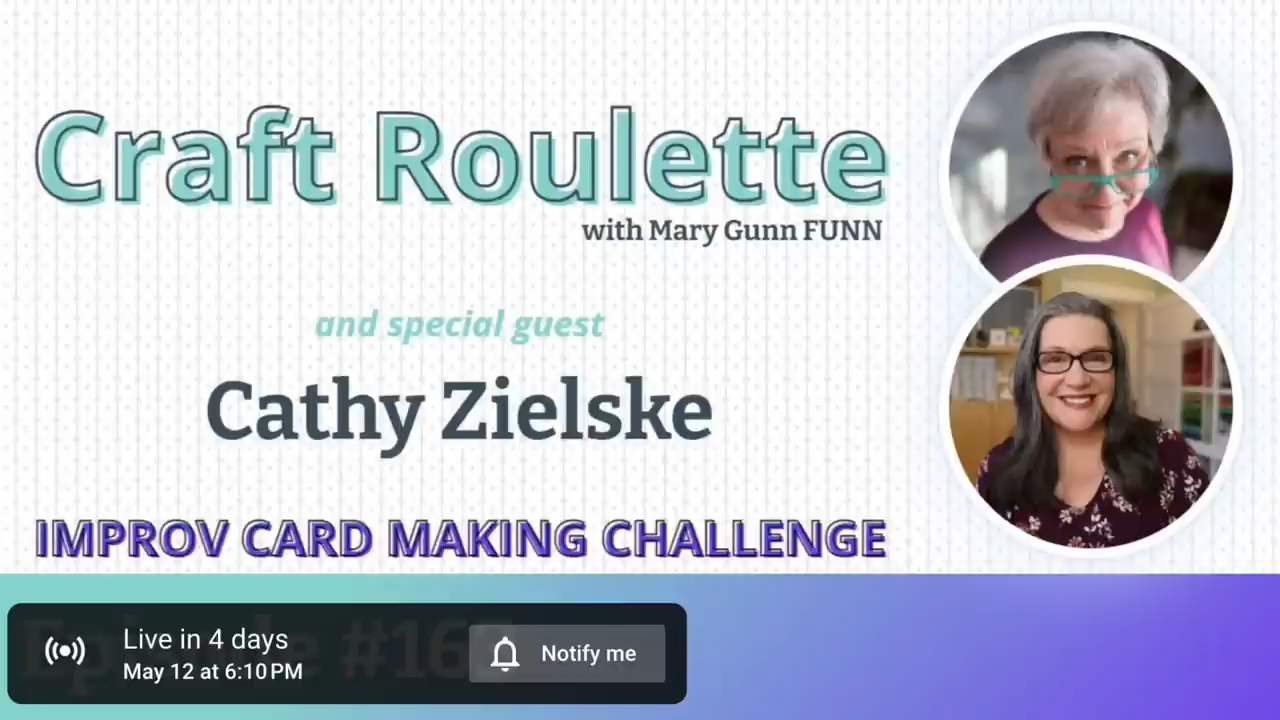 Craft Roulette
with Mary Gunn FUNN
and special guest
Cathy Zielske
IMPROV CARD MAKING CHALLENGE
Live in 4 days
May 12 at 6:10 PM
Notify me